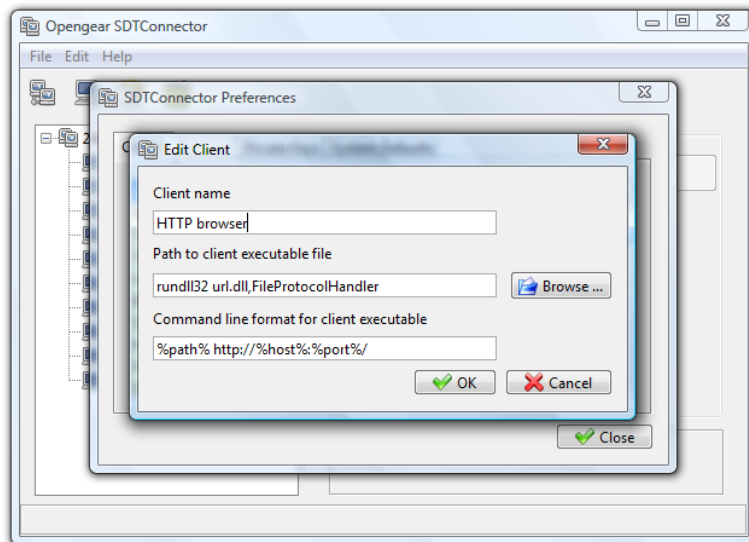 Opengear SDTConnector
File Edit Help
SDTConnector Preferences
2
Edit Client
Client name
HTTP browser
Path to client executable file
rundll32 url.dll,FileProtocolHandler
Browse ...
Command line format for client executable
%path% http://%host%:%port%/
OK Cancel
Close